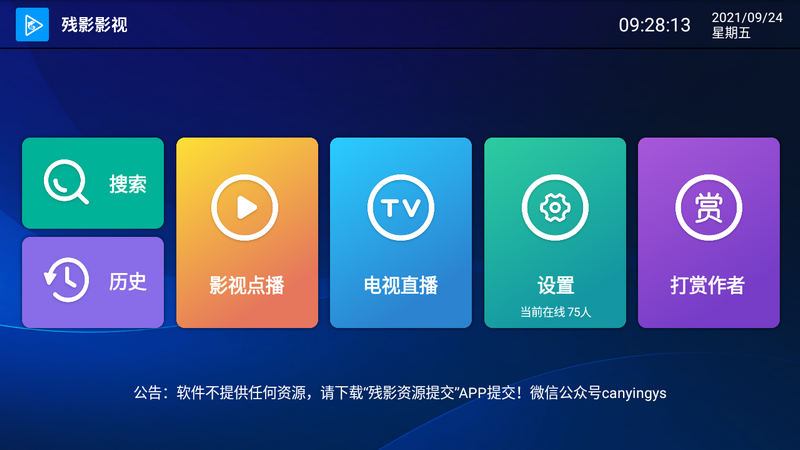 残影影视
09:28:13
2021/09/24
星期五
搜索
历史
影视点播
TV
电视直播
设置
当前在线 75人
赏
打赏作者
公告：软件不提供任何资源，请下载“残影资源提交”APP提交！微信公众号canyingys